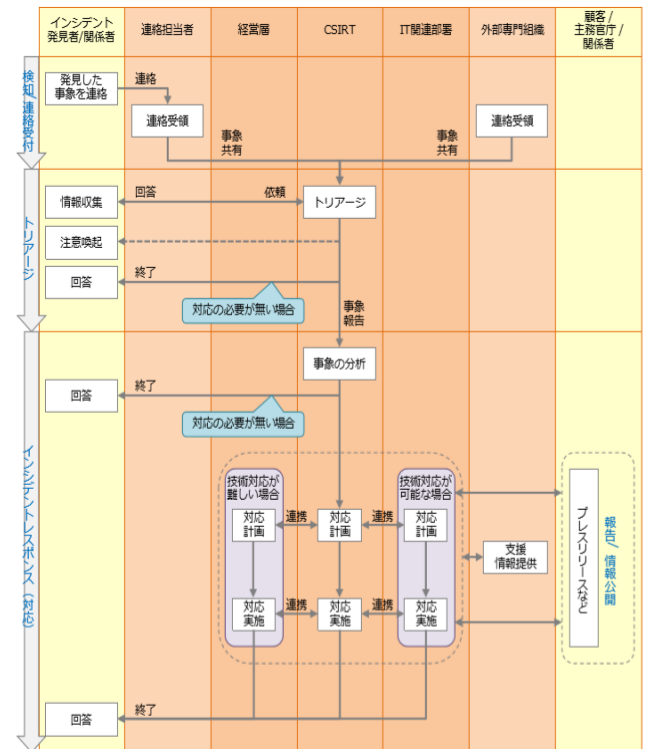 インシデント
発見者/関係者
連絡担当者
経営層
CSIRT
IT関連部署
外部専門組織
顧客/
主務官庁/
関係者
検知/連絡受付
発見した
事象を連絡
連絡
連絡受領
事象
共有
事象
共有
連絡受領
トリアージ
情報収集
回答
依頼
トリアージ
注意喚起
回答
終了
対応の必要が無い場合
事象
報告
インシデントレスポンス（対応）
事象の分析
回答
終了
対応の必要が無い場合
技術対応が
難しい場合
技術対応が
可能な場合
対応
計画
連携
対応
計画
連携
対応
計画
支援
情報提供
プレスリリースなど
報告/情報公開
対応
実施
連携
対応
実施
連携
対応
実施
回答
終了